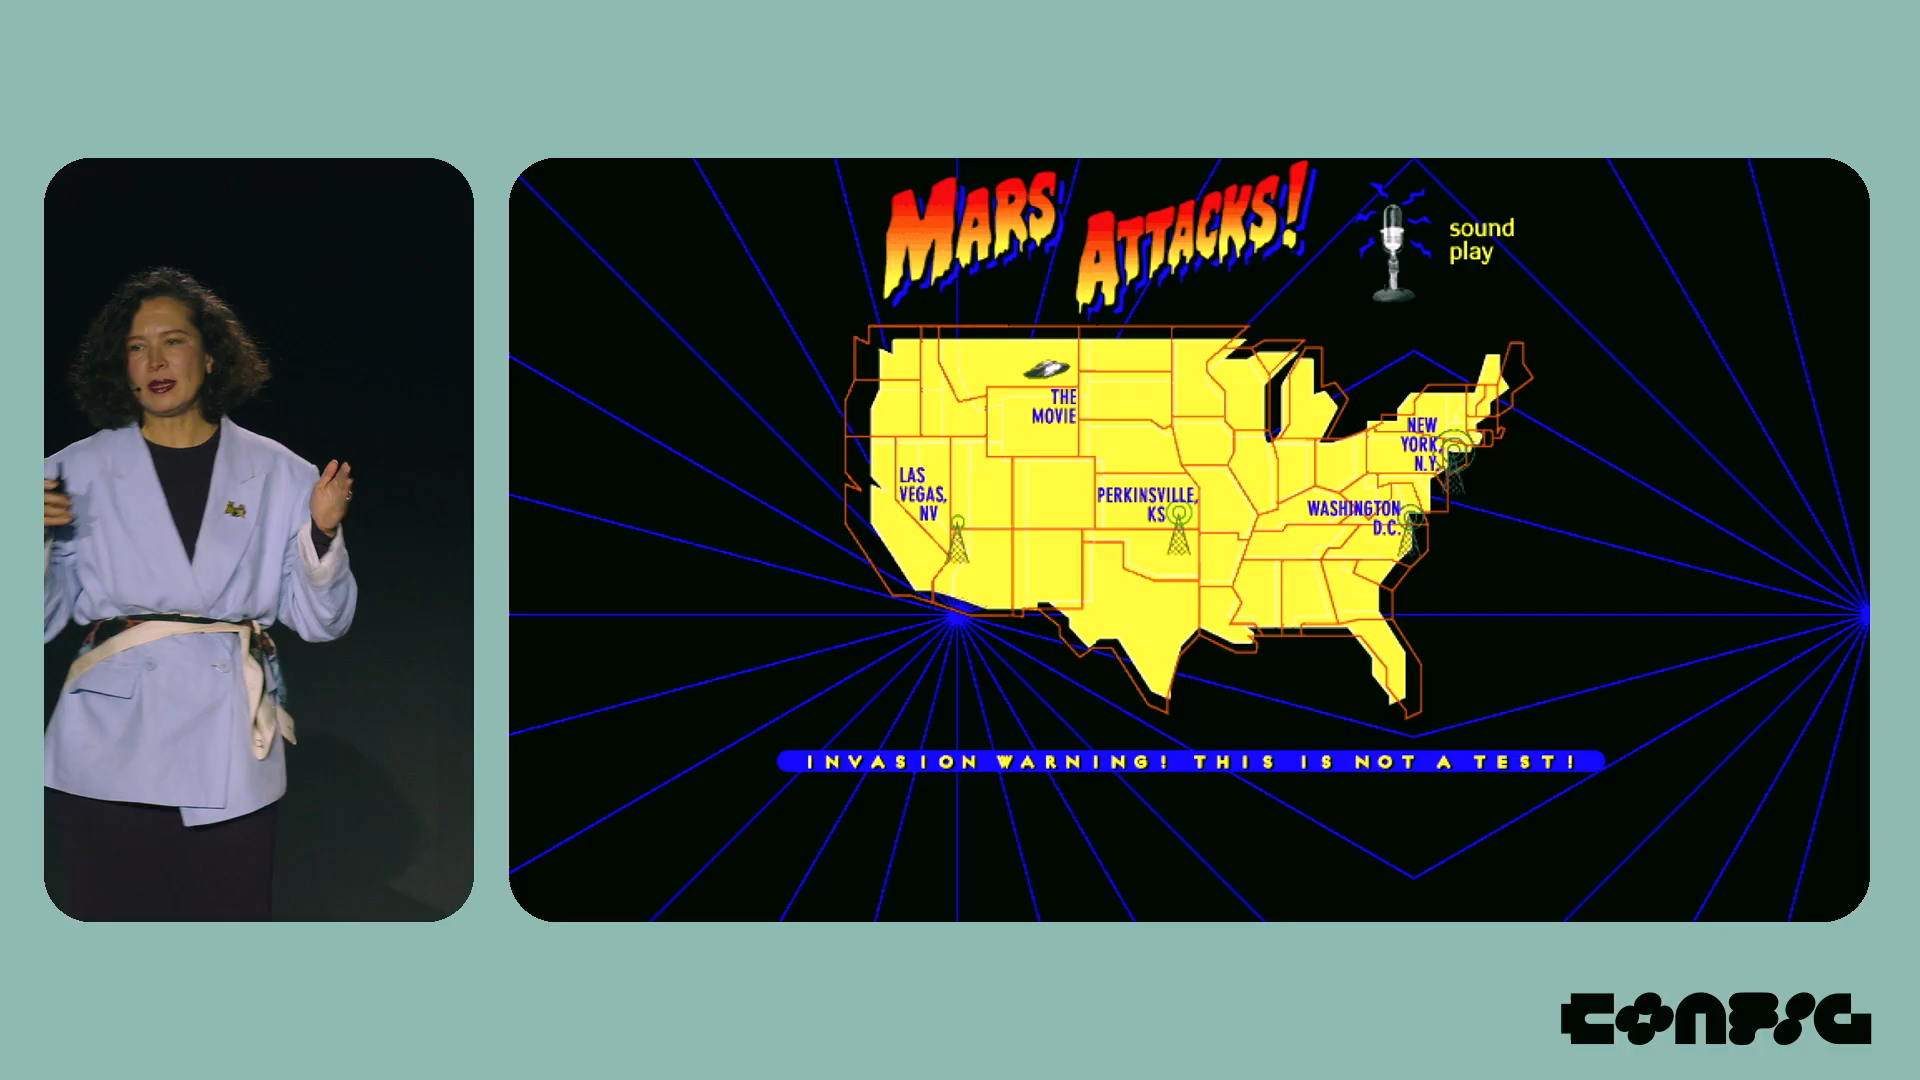 MARS ATTACKS!
sound
play
THE
MOVIE
NEW
YORK,
N.Y.
LAS
VEGAS,
NV
PERKINSVILLE,
KS
WASHINGTON
D.C.
INVASION WARNING! THIS IS NOT A TEST!
CONFIG